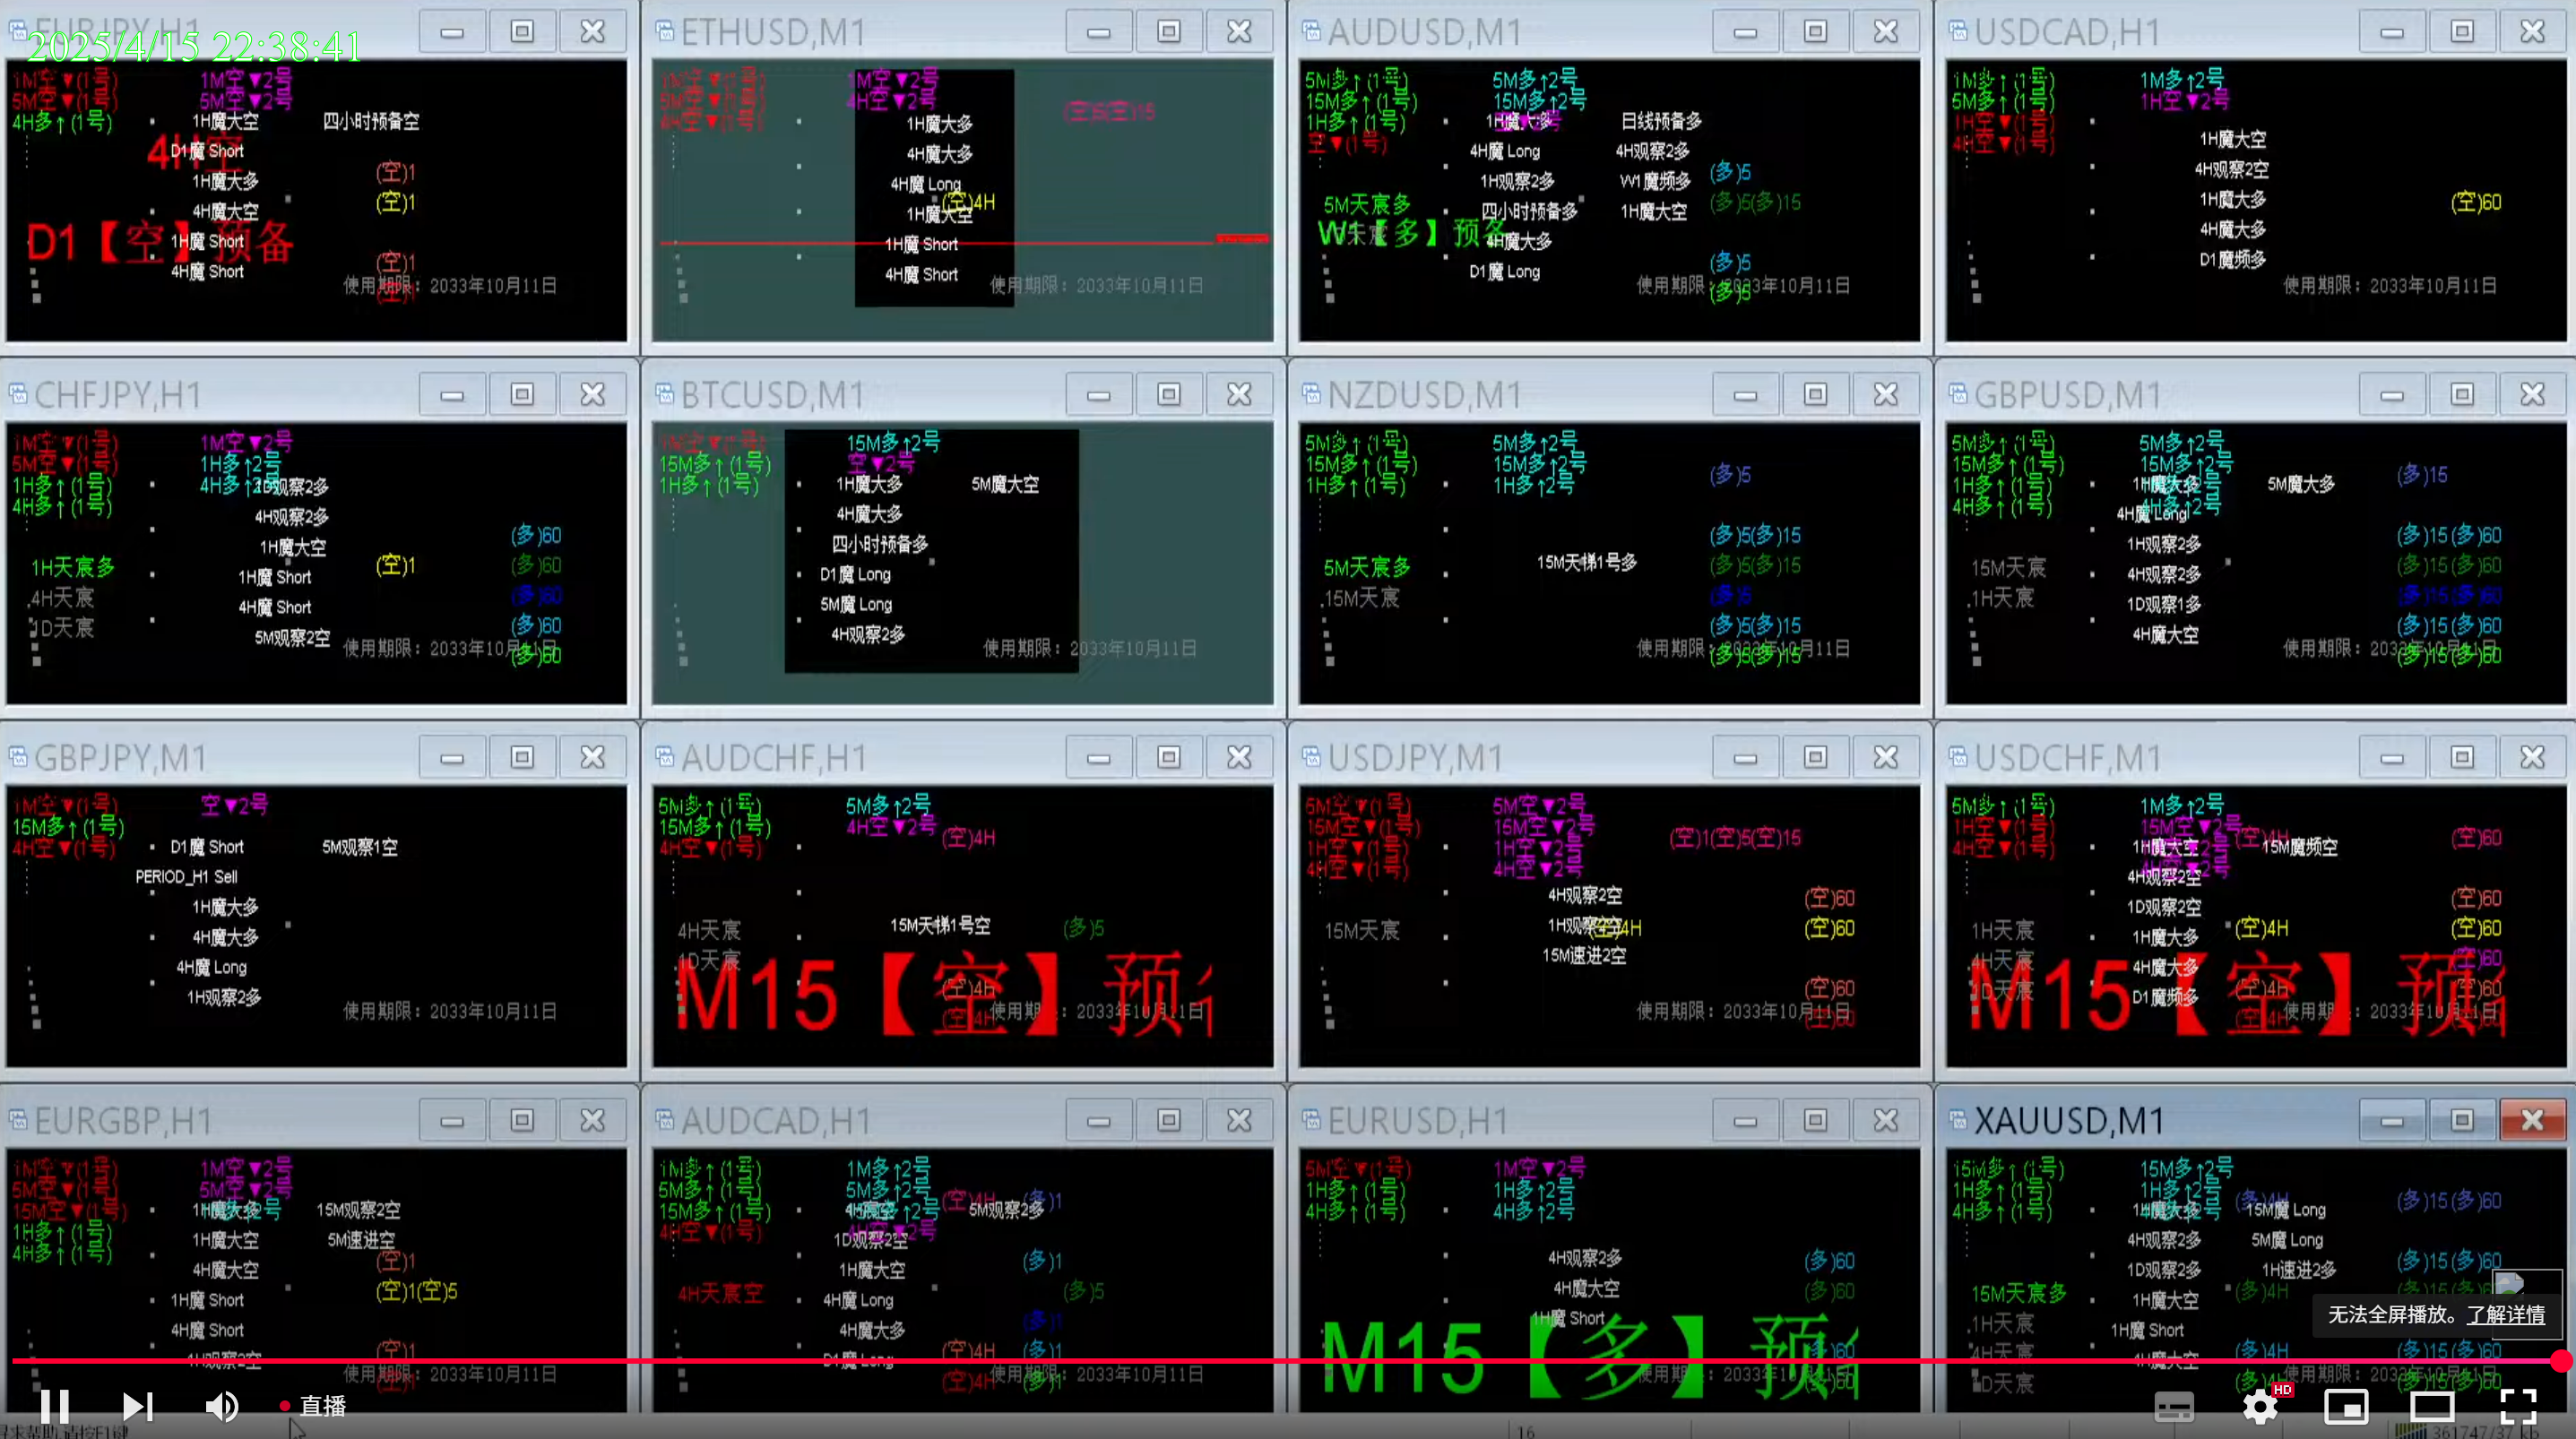 EURJPY,H1
2025/4/15 22:38:41
1M空▼(1号)
1M空▼2号
5M空▼(1号)
5M空▼2号
4H多↑(1号)
1H魔大空
四小时预备空
4H空
D1魔 Short
(空)1
1H魔大多
(空)1
4H魔大空
D1【空】预备
1H魔 Short
(空)1
4H魔 Short
使用期限：2033年10月11日
ETHUSD,M1
1M空▼2号
4H空▼2号
(空)5(空)15
1H魔大多
4H魔大多
4H魔 Long
(空)4H
1H魔大空
1H魔 Short
4H魔 Short
使用期限：2033年10月11日
AUDUSD,M1
5M多↑(1号)
5M多↑2号
15M多↑(1号)
15M多↑2号
1H多↑(1号)
1H魔大多
日线预备多
空▼(1号)
4H魔 Long
4H观察2多
(多)5
1H观察2多
W1魔频多
5M天宸多
四小时预备多
1H魔大空
(多)5(多)15
W1【多】预备
4H魔大多
(多)5
D1魔 Long
使用期限：2033年10月11日
(多)5
USDCAD,H1
1M多↑(1号)
1M多↑2号
5M多↑(1号)
1H空▼2号
1H空▼(1号)
4H空▼(1号)
1H魔大空
4H观察2空
1H魔大多
(空)60
4H魔大多
D1魔频多
使用期限：2033年10月11日
CHFJPY,H1
1M空▼(1号)
1M空▼2号
5M空▼(1号)
1H多↑2号
1H多↑(1号)
4H多↑2号
4H多↑(1号)
4H观察2多
(多)60
1H魔大空
1H天宸多
(空)1
(多)60
1H魔 Short
4H天宸
(多)60
4H魔 Short
1D天宸
(多)60
5M观察2空
使用期限：2033年10月11日
(多)60
BTCUSD,M1
15M多↑2号
15M多↑(1号)
空▼2号
1H多↑(1号)
1H魔大多
5M魔大空
4H魔大多
四小时预备多
D1魔 Long
5M魔 Long
4H观察2多
使用期限：2033年10月11日
NZDUSD,M1
5M多↑(1号)
5M多↑2号
15M多↑(1号)
15M多↑2号
(多)5
1H多↑(1号)
1H多↑2号
(多)5(多)15
5M天宸多
15M天梯1号多
(多)5(多)15
15M天宸
(多)5
(多)5(多)15
使用期限：2033年10月11日
(多)5(多)15
GBPUSD,M1
5M多↑(1号)
5M多↑2号
15M多↑(1号)
15M多↑2号
(多)15
1H多↑(1号)
1H魔大多
5M魔大多
4H多↑(1号)
4H多↑2号
4H魔 Long
1H观察2多
(多)15(多)60
15M天宸
4H观察2多
(多)15(多)60
1H天宸
1D观察1多
(多)15(多)60
4H魔大空
(多)15(多)60
使用期限：2033年10月11日
(多)15(多)60
GBPJPY,M1
1M空▼(1号)
空▼2号
15M多↑(1号)
4H空▼(1号)
D1魔 Short
5M观察1空
PERIOD_H1 Sell
1H魔大多
4H魔大多
4H魔 Long
1H观察2多
使用期限：2033年10月11日
AUDCHF,H1
5M多↑(1号)
5M多↑2号
15M多↑(1号)
4H空▼2号
(空)4H
4H空▼(1号)
4H天宸
15M天梯1号空
(多)5
1D天宸
M15【空】预
(空)4H
使用期限：2033年10月11日
USDJPY,M1
5M空▼(1号)
5M空▼2号
15M空▼(1号)
15M空▼2号
(空)1(空)5(空)15
1H空▼(1号)
1H空▼2号
4H空▼(1号)
4H空▼2号
4H观察2空
(空)60
15M天宸
1H观察2空
(空)4H
(空)60
15M速进2空
(空)60
使用期限：2033年10月11日
(空)60
USDCHF,M1
5M多↑(1号)
1M多↑2号
1H空▼(1号)
15M空▼2号
(空)4H
(空)60
4H空▼(1号)
1H魔大空
15M魔频空
4H观察2空
(空)60
1D观察2空
1H天宸
1H魔大多
(空)4H
(空)60
4H天宸
4H魔大多
(空)60
1D天宸
D1魔频多
M15【空】预
(空)4H
(空)60
使用期限：2033年10月11日
EURGBP,H1
1M空▼(1号)
1M空▼2号
5M空▼(1号)
5M空▼2号
15M空▼(1号)
1H魔大多
15M观察2空
1H多↑(1号)
1H魔大空
5M速进空
4H多↑(1号)
4H魔大空
(空)1
(空)1(空)5
1H魔 Short
4H魔 Short
(空)1
4H观察2空
使用期限：2033年10月11日
AUDCAD,H1
1M多↑(1号)
1M多↑2号
5M多↑(1号)
5M多↑2号
(空)4H
(多)1
15M多↑(1号)
5M观察2多
4H空▼(1号)
1D观察2空
(多)1
1H魔大空
4H天宸空
4H魔 Long
(多)5
4H魔大多
(多)1
(空)4H
(多)1
D1魔 Long
使用期限：2033年10月11日
(空)4H
(多)1
EURUSD,H1
5M空▼(1号)
1M空▼2号
1H多↑(1号)
1H多↑2号
4H多↑(1号)
4H多↑2号
4H观察2多
(多)60
4H魔大空
(多)60
1H魔 Short
M15【多】预
(多)60
使用期限：2033年10月11日
XAUUSD,M1
15M多↑(1号)
15M多↑2号
1H多↑(1号)
1H多↑2号
(多)4H
(多)15(多)60
4H多↑(1号)
1H魔大多
15M魔 Long
4H观察2多
5M魔 Long
1D观察2多
1H速进2多
(多)15(多)60
15M天宸多
1H魔大空
(多)4H
无法全屏播放。了解详情
1H天宸
1H魔 Short
4H天宸
4H魔大空
(多)4H
(多)15(多)60
使用期限：2033年10月11日
直播
HD
16
361747/37 kb